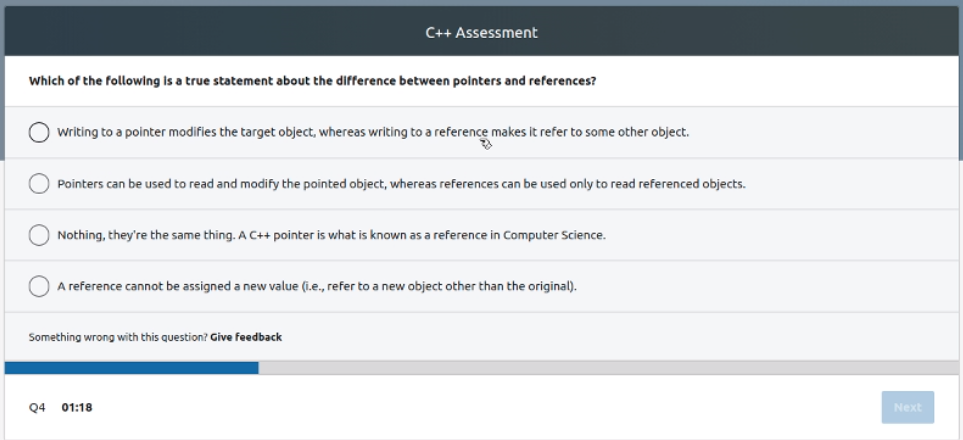 C++ Assessment
Which of the following is a true statement about the difference between pointers and references?
Writing to a pointer modifies the target object, whereas writing to a reference makes it refer to some other object.
Pointers can be used to read and modify the pointed object, whereas references can be used only to read referenced objects.
Nothing, they're the same thing. A C++ pointer is what is known as a reference in Computer Science.
A reference cannot be assigned a new value (i.e., refer to a new object other than the original).
Something wrong with this question? Give feedback
Q4 01:18
Next